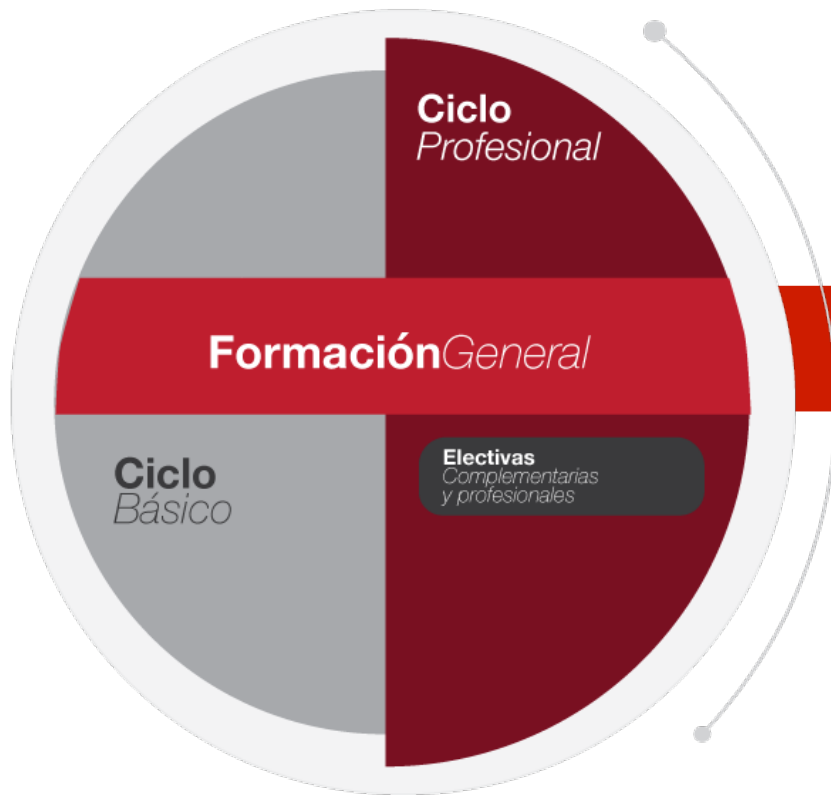 Ciclo
Profesional
FormaciónGeneral
Ciclo
Básico
Electivas
Complementarias
y profesionales